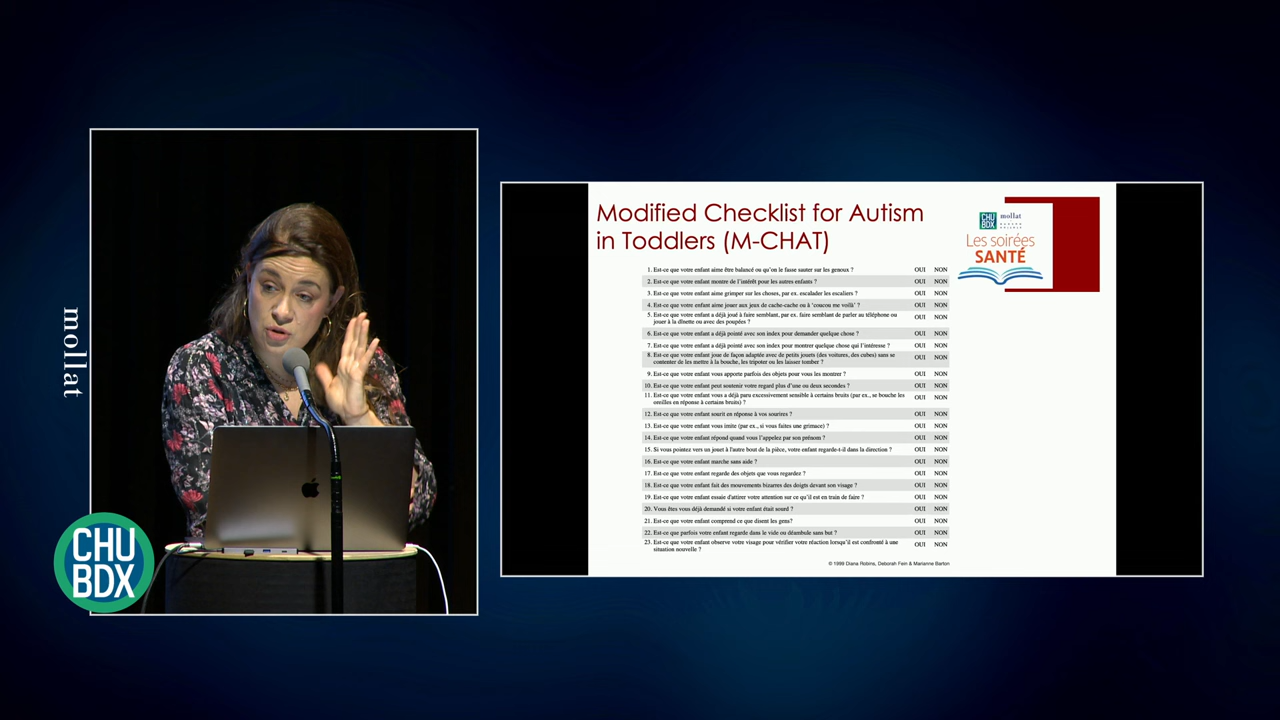 mollat
CHU
BDX
Modified Checklist for Autism
in Toddlers (M-CHAT)
CHU
BDX
mollat
Les soirées
SANTÉ
1. Est-ce que votre enfant aime être balancé ou qu'on le fasse sauter sur les genoux ? OUI NON
2. Est-ce que votre enfant montre de l'intérêt pour les autres enfants ? OUI NON
3. Est-ce que votre enfant aime grimper sur les choses, par ex. escalader les escaliers ? OUI NON
4. Est-ce que votre enfant aime jouer aux jeux de cache-cache ou à 'coucou me voilà' ? OUI NON
5. Est-ce que votre enfant a déjà joué à faire semblant, par ex. faire semblant de parler au téléphone ou
jouer à la dînette ou avec des poupées ? OUI NON
6. Est-ce que votre enfant a déjà pointé avec son index pour demander quelque chose ? OUI NON
7. Est-ce que votre enfant a déjà pointé avec son index pour montrer quelque chose qui l'intéresse ? OUI NON
8. Est-ce que votre enfant joue de façon adaptée avec de petits jouets (des voitures, des cubes) sans se
contenter de les mettre à la bouche, les tripoter ou les laisser tomber ? OUI NON
9. Est-ce que votre enfant vous apporte parfois des objets pour vous les montrer ? OUI NON
10. Est-ce que votre enfant peut soutenir votre regard plus d'une ou deux secondes ? OUI NON
11. Est-ce que votre enfant vous a déjà paru excessivement sensible à certains bruits (par ex., se bouche les
oreilles en réponse à certains bruits) ? OUI NON
12. Est-ce que votre enfant sourit en réponse à vos sourires ? OUI NON
13. Est-ce que votre enfant vous imite (par ex., si vous faites une grimace) ? OUI NON
14. Est-ce que votre enfant répond quand vous l'appelez par son prénom ? OUI NON
15. Si vous pointez vers un jouet à l'autre bout de la pièce, votre enfant regarde-t-il dans la direction ? OUI NON
16. Est-ce que votre enfant marche sans aide ? OUI NON
17. Est-ce que votre enfant regarde des objets que vous regardez ? OUI NON
18. Est-ce que votre enfant fait des mouvements bizarres des doigts devant son visage ? OUI NON
19. Est-ce que votre enfant essaie d'attirer votre attention sur ce qu'il est en train de faire ? OUI NON
20. Vous êtes vous déjà demandé si votre enfant était sourd ? OUI NON
21. Est-ce que votre enfant comprend ce que disent les gens? OUI NON
22. Est-ce que parfois votre enfant regarde dans le vide ou déambule sans but ? OUI NON
23. Est-ce que votre enfant observe votre visage pour vérifier votre réaction lorsqu'il est confronté à une
situation nouvelle ? OUI NON
© 1999 Diana Robins, Deborah Fein & Marianne Barton